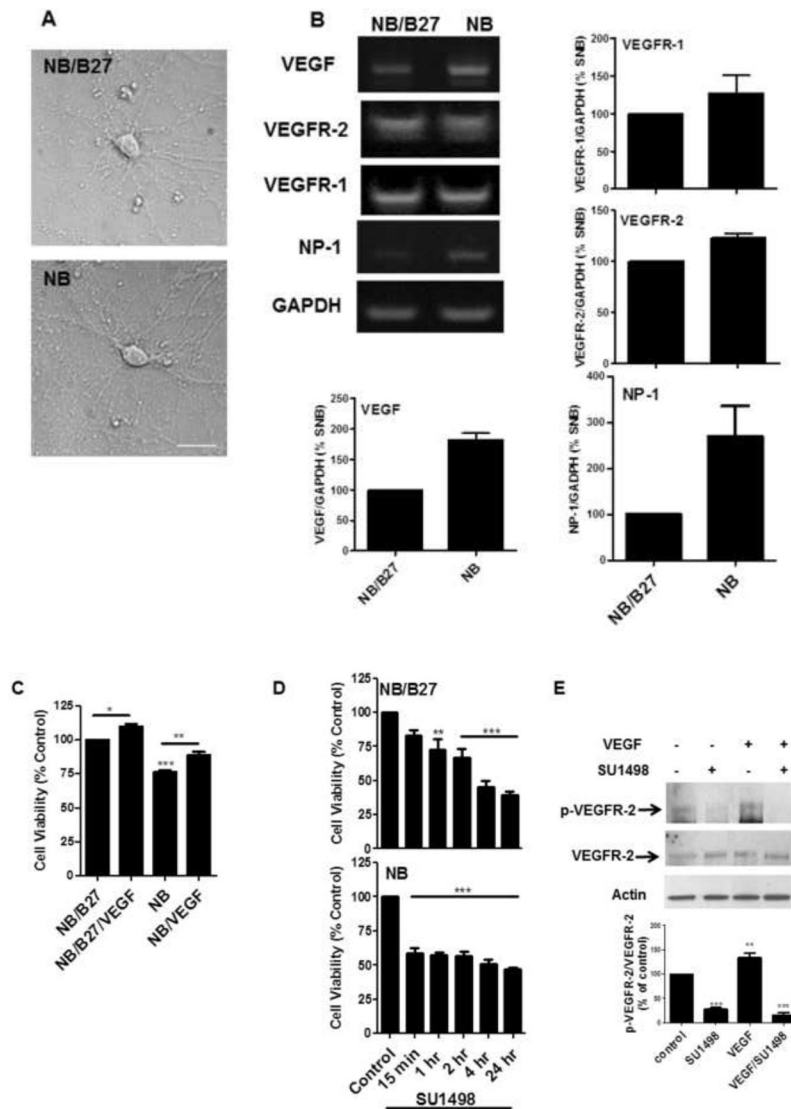 A
NB/B27
NB
B
NB/B27 NB
VEGF
VEGFR-2
VEGFR-1
NP-1
GAPDH
VEGF
VEGF/GAPDH (% SNB)
200
150
100
50
0
NB/B27
NB
VEGFR-1
VEGFR-1/GAPDH (% SNB)
200
150
100
50
0
VEGFR-2
VEGFR-2/GAPDH (% SNB)
150
100
50
0
NP-1
NP-1/GADPH (% SNB)
400
300
200
100
0
NB/B27
NB
C
Cell Viability (% Control)
125
100
75
50
25
0
* *** **
NB/B27
NB/B27/VEGF
NB
NB/VEGF
D
NB/B27
Cell Viability (% Control)
125
100
75
50
25
0
** ***
NB
Cell Viability (% Control)
125
100
75
50
25
0
***
Control
15 min
1 hr
2 hr
4 hr
24 hr
SU1498
E
VEGF - - + +
SU1498 - + - +
p-VEGFR-2
VEGFR-2
Actin
p-VEGFR-2/VEGFR-2
(% of control)
200
150
100
50
0
*** ** ***
control
SU1498
VEGF
VEGF/SU1498